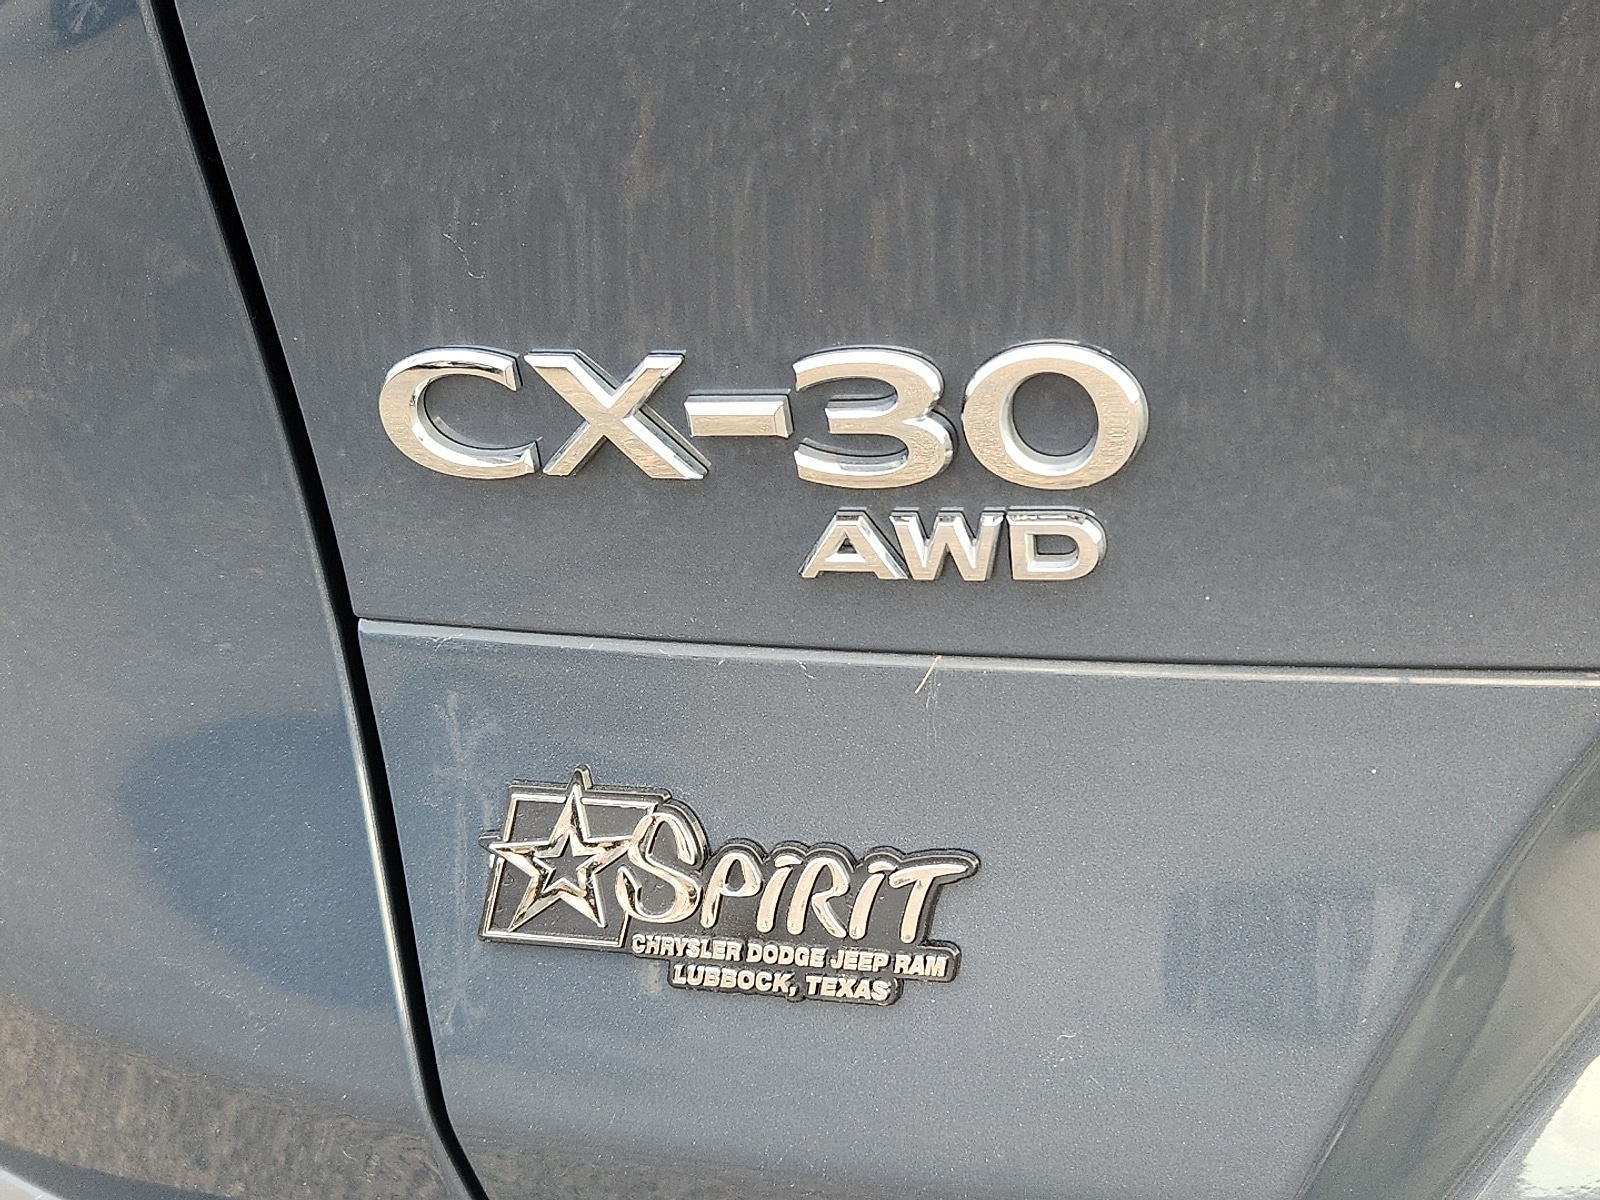 CX-30
AWD
SPiRiT
CHRYSLER DODGE JEEP RAM
LUBBOCK, TEXAS